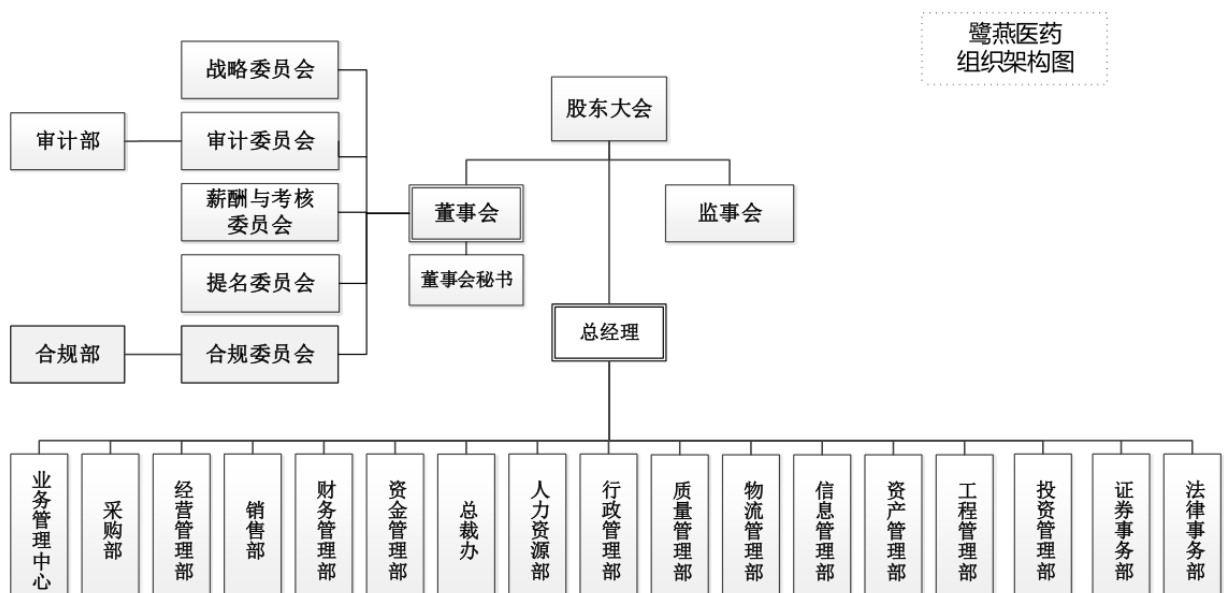 鹭燕医药
组织架构图
战略委员会
股东大会
审计部
审计委员会
薪酬与考核
委员会
董事会
监事会
提名委员会
董事会秘书
总经理
合规部
合规委员会
业务管理中心
采购部
经营管理部
销售部
财务管理部
资金管理部
总裁办
人力资源部
行政管理部
质量管理部
物流管理部
信息管理部
资产管理部
工程管理部
投资管理部
证券事务部
法律事务部